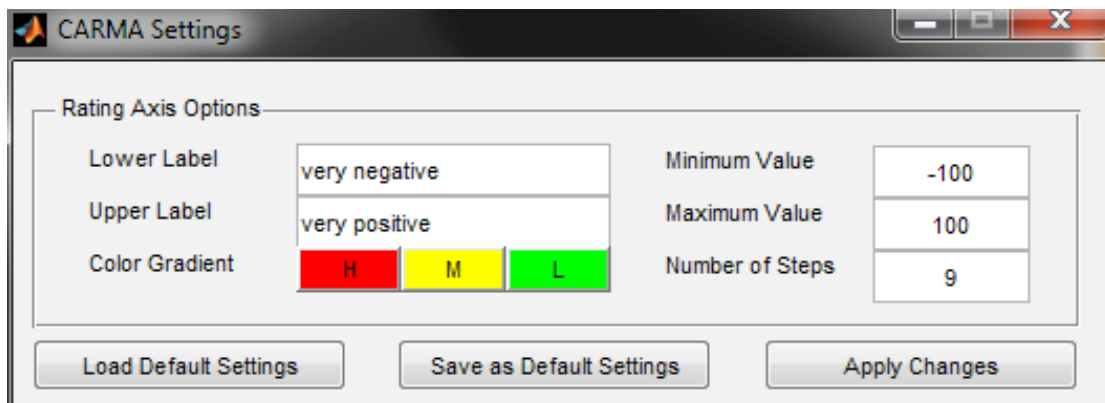 CARMA Settings
Rating Axis Options
Lower Label
very negative
Minimum Value
-100
Upper Label
very positive
Maximum Value
100
Color Gradient
H
M
L
Number of Steps
9
Load Default Settings
Save as Default Settings
Apply Changes